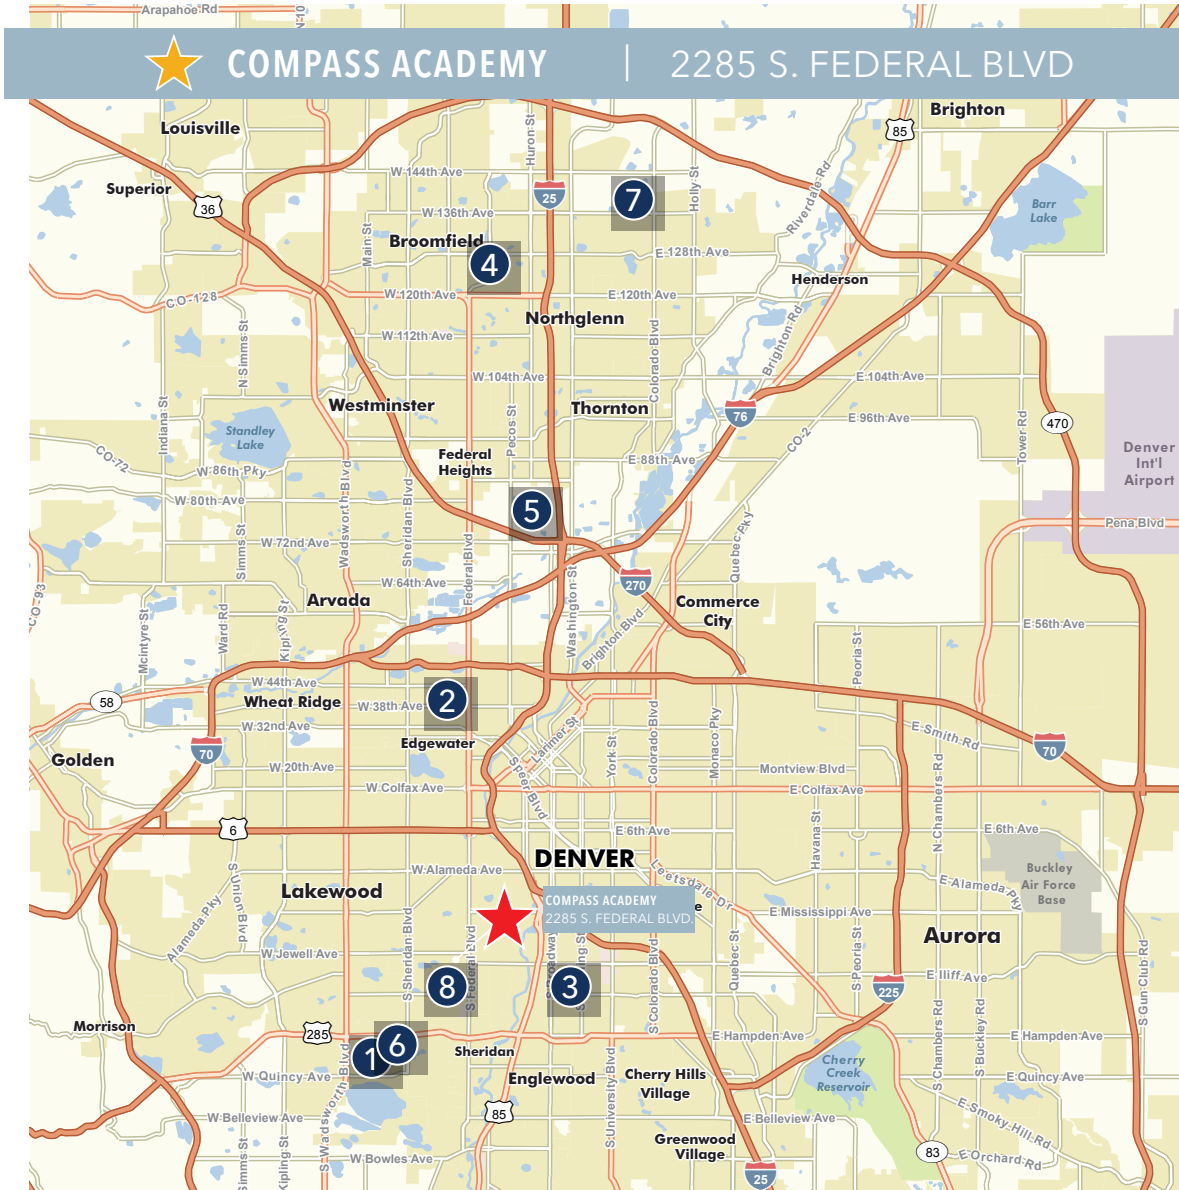 Arapahoe Rd
COMPASS ACADEMY | 2285 S. FEDERAL BLVD
Louisville
Brighton
85
Huron St
W 144th Ave
Superior
36
25
7
Holly St
Riverdale Rd
Barr
Lake
W 136th Ave
Main St
Broomfield
4
E 128th Ave
Henderson
CO-128
W 120th Ave
E 120th Ave
Northglenn
N Simms St
W 112th Ave
Colorado Blvd
Brighton Rd
W 104th Ave
E 104th Ave
Westminster
Thornton
76
E 96th Ave
Indiana St
Pecos St
470
Standley
Lake
CO-2
Tower Rd
Denver
Int'l
Airport
CO-72
Federal
Heights
E 88th Ave
W 86th Pky
Wadsworth Blvd
Sheridan Blvd
W 80th Ave
5
Pena Blvd
Simms St
W 72nd Ave
Federal Blvd
Quebec Pky
W 64th Ave
270
CO-93
Arvada
Washington St
Commerce
City
Mcintyre St
Ward Rd
Kipling St
Brighton Blvd
E 56th Ave
Peoria St
W 44th Ave
58
Wheat Ridge
W 38th Ave
2
W 32nd Ave
Larimer St
Edgewater
70
York St
Colorado Blvd
Monaco Pky
E Smith Rd
70
Golden
W 20th Ave
Speer Blvd
Montview Blvd
N Chambers Rd
W Colfax Ave
E Colfax Ave
6
E 6th Ave
Havana St
E 6th Ave
DENVER
W Alameda Ave
Leetsdale Dr
Buckley
Air Force
Base
Lakewood
S Union Blvd
E Alameda Pky
COMPASS ACADEMY
2285 S. FEDERAL BLVD.
e
E Mississippi Ave
Alameda Pky
S Sheridan Blvd
S Federal Blvd
Aurora
W Jewell Ave
S Colorado Blvd
Quebec St
S Peoria St
E Iliff Ave
S Gun Club Rd
8
3
225
Morrison
285
6
1
Sheridan
E Hampden Ave
S Chambers Rd
S Buckley Rd
E Hampden Ave
W Quincy Ave
Englewood
Cherry Hills
Village
Cherry
Creek
Reservoir
E Quincy Ave
S Wadsworth Blvd
S University Blvd
W Belleview Ave
85
E Belleview Ave
E Smoky Hill Rd
Greenwood
Village
Simms St
Kipling St
W Bowles Ave
83
E Orchard Rd
25